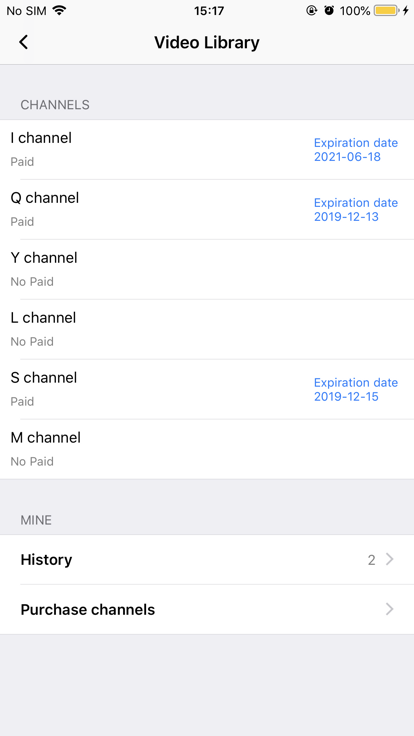 No SIM 15:17 100%
Video Library
CHANNELS
I channel
Paid
Expiration date
2021-06-18
Q channel
Paid
Expiration date
2019-12-13
Y channel
No Paid
L channel
No Paid
S channel
Paid
Expiration date
2019-12-15
M channel
No Paid
MINE
History 2
Purchase channels